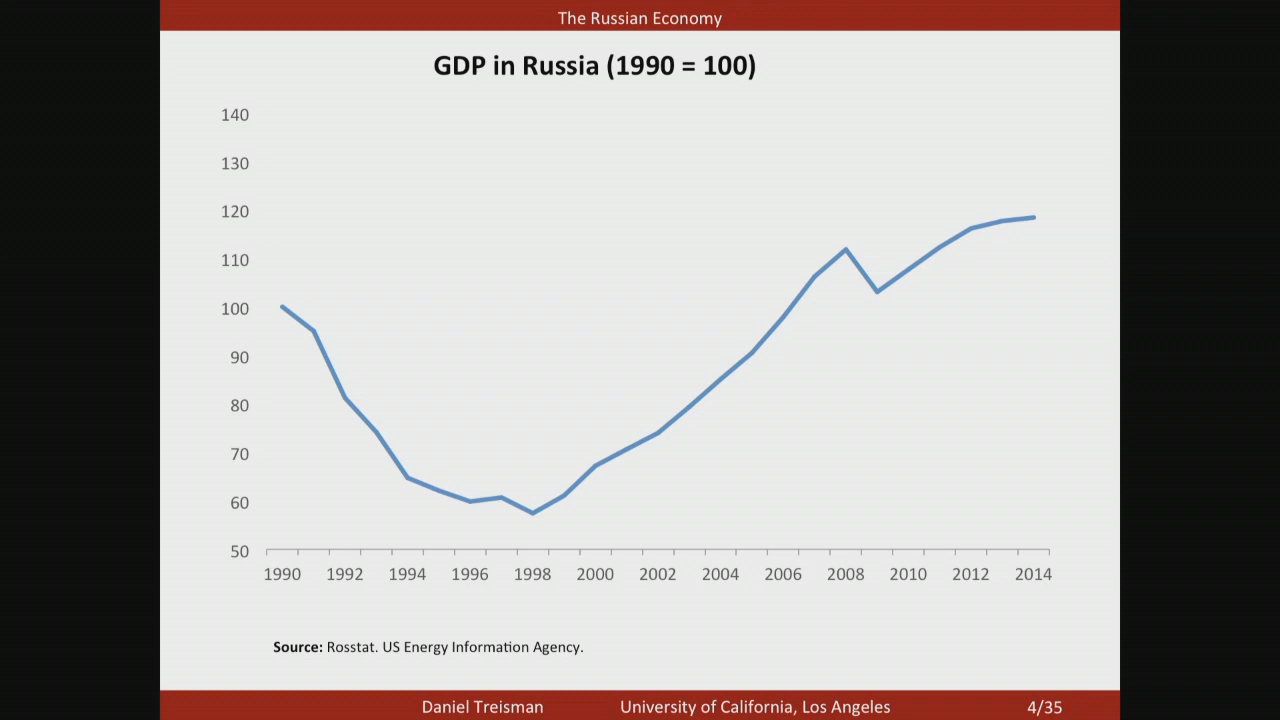 The Russian Economy
GDP in Russia (1990 = 100)
140
130
120
110
100
90
80
70
60
50
1990 1992 1994 1996 1998 2000 2002 2004 2006 2008 2010 2012 2014
Source: Rosstat. US Energy Information Agency.
Daniel Treisman University of California, Los Angeles 4/35